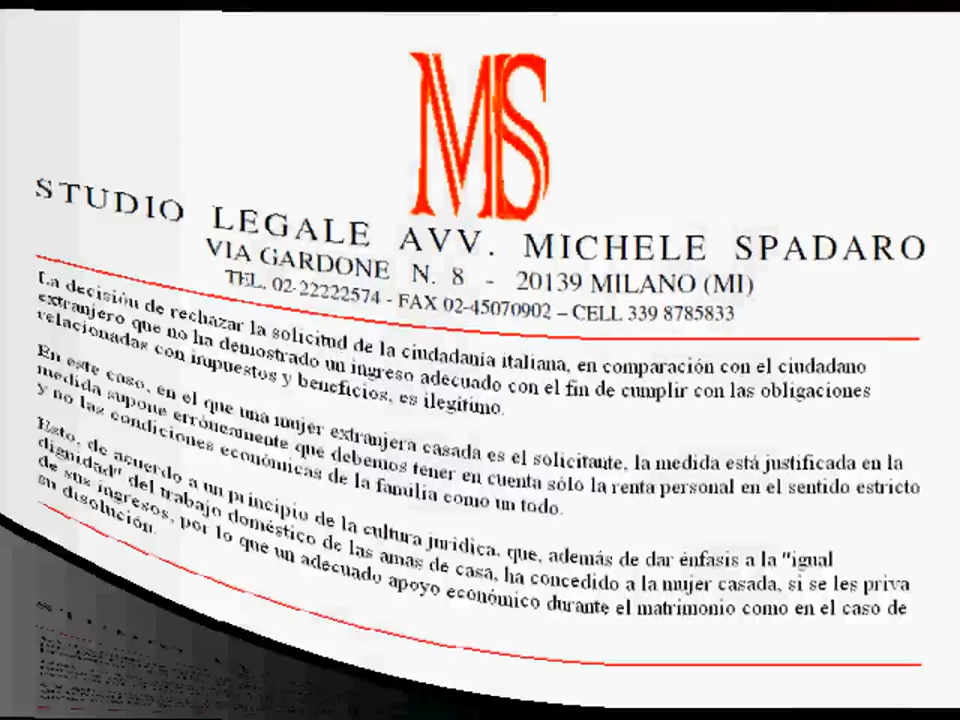 MS
STUDIO LEGALE AVV. MICHELE SPADARO
VIA GARDONE N. 8 - 20139 MILANO (MI)
TEL. 02-22222574 - FAX 02-45070902 – CELL 339 8785833
La decisión de rechazar la solicitud de la ciudadanía italiana, en comparación con el ciudadano
extranjero que no ha demostrado un ingreso adecuado con el fin de cumplir con las obligaciones
relacionadas con impuestos y beneficios, es ilegítimo.
En este caso, en el que una mujer extranjera casada es el solicitante, la medida está justificada en la
medida supone erróneamente que debemos tener en cuenta sólo la renta personal en el sentido estricto
y no las condiciones económicas de la familia como un todo.
Esto, de acuerdo a un principio de la cultura jurídica, que, además de dar énfasis a la "igual
dignidad" del trabajo doméstico de las amas de casa, ha concedido a la mujer casada, si se les priva
de sus ingresos, por lo que un adecuado apoyo económico durante el matrimonio como en el caso de
su disolución.